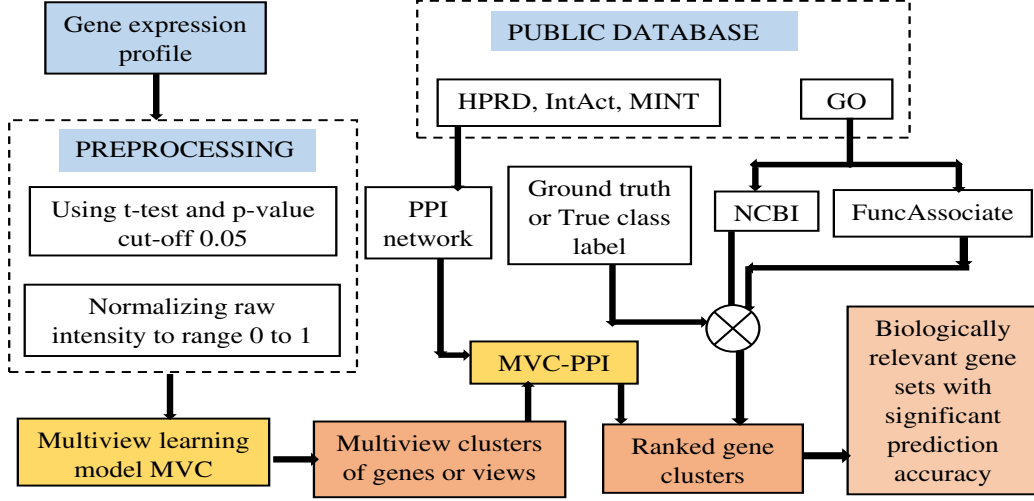 Gene expression
profile
PUBLIC DATABASE
HPRD, IntAct, MINT
GO
PREPROCESSING
Using t-test and p-value
cut-off 0.05
Normalizing raw
intensity to range 0 to 1
PPI
network
Ground truth
or True class
label
NCBI
FuncAssociate
MVC-PPI
Multiview learning
model MVC
Multiview clusters
of genes or views
Ranked gene
clusters
Biologically
relevant gene
sets with
significant
prediction
accuracy